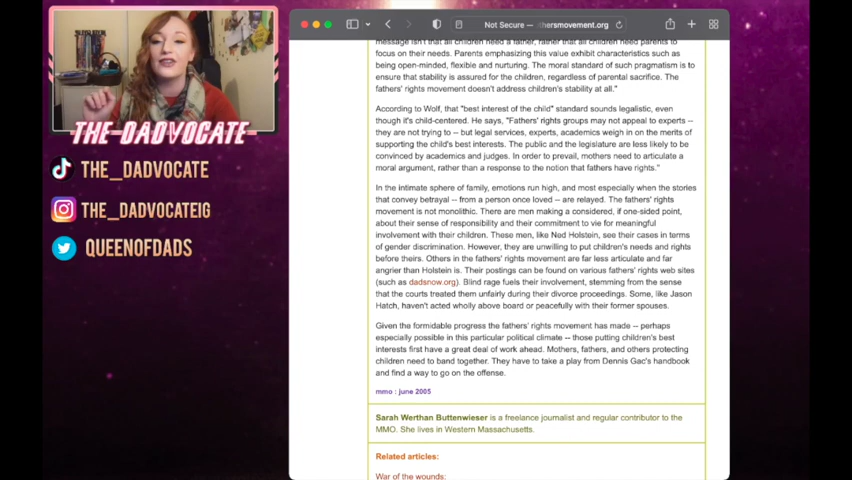 THE DADVOCATE
THE__DADVOCATE
THE_DADVOCATEIG
QUEENOFDADS
Not Secure — thersmovement.org
message isn't that all children need a father, rather that all children need parents to
focus on their needs. Parents emphasizing this value exhibit characteristics such as
being open-minded, flexible and nurturing. The moral standard of such pragmatism is to
ensure that stability is assured for the children, regardless of parental sacrifice. The
fathers' rights movement doesn't address children's stability at all."
According to Wolf, that "best interest of the child" standard sounds legalistic, even
though it's child-centered. He says, "Fathers' rights groups may not appeal to experts --
they are not trying to -- but legal services, experts, academics weigh in on the merits of
supporting the child's best interests. The public and the legislature are less likely to be
convinced by academics and judges. In order to prevail, mothers need to articulate a
moral argument, rather than a response to the notion that fathers have rights."
In the intimate sphere of family, emotions run high, and most especially when the stories
that convey betrayal -- from a person once loved -- are relayed. The fathers' rights
movement is not monolithic. There are men making a considered, if one-sided point,
about their sense of responsibility and their commitment to vie for meaningful
involvement with their children. These men, like Ned Holstein, see their cases in terms
of gender discrimination. However, they are unwilling to put children's needs and rights
before theirs. Others in the fathers' rights movement are far less articulate and far
angrier than Holstein is. Their postings can be found on various fathers' rights web sites
(such as dadsnow.org). Blind rage fuels their involvement, stemming from the sense
that the courts treated them unfairly during their divorce proceedings. Some, like Jason
Hatch, haven't acted wholly above board or peacefully with their former spouses.
Given the formidable progress the fathers' rights movement has made -- perhaps
especially possible in this particular political climate -- those putting children's best
interests first have a great deal of work ahead. Mothers, fathers, and others protecting
children need to band together. They have to take a play from Dennis Gac's handbook
and find a way to go on the offense.
mmo : june 2005
Sarah Werthan Buttenwieser is a freelance journalist and regular contributor to the
MMO. She lives in Western Massachusetts.
Related articles:
War of the wounds: